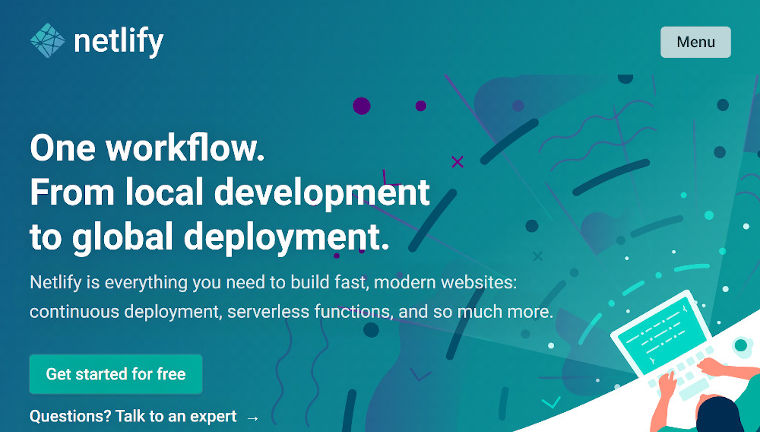 netlify
Menu
One workflow.
From local development
to global deployment.
Netlify is everything you need to build fast, modern websites:
continuous deployment, serverless functions, and so much more.
Get started for free
Questions? Talk to an expert →